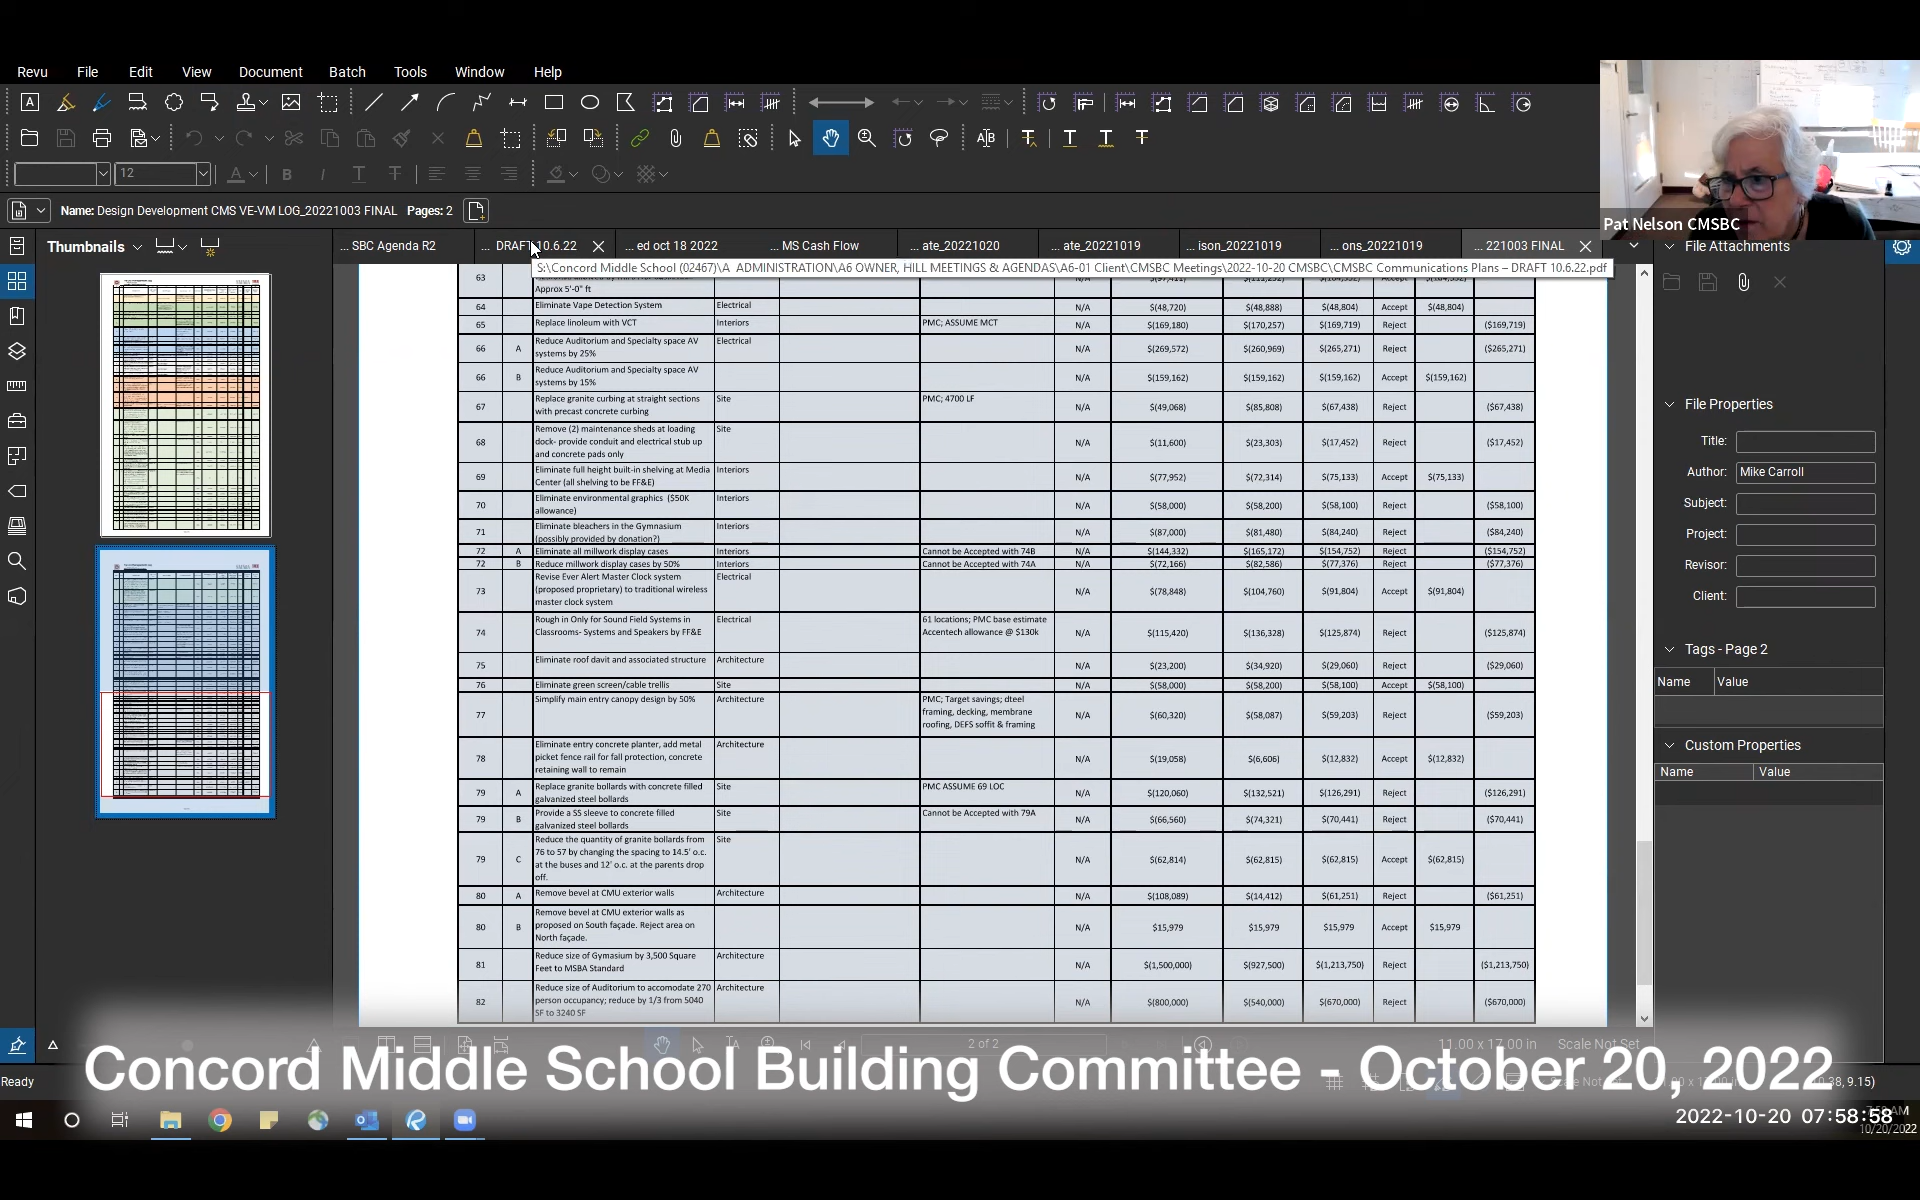 Revu File Edit View Document Batch Tools Window Help
12
Name: Design Development CMS VE-VM LOG_20221003 FINAL Pages: 2
Thumbnails
... SBC Agenda R2 ... DRAFT 10.6.22 ... ed oct 18 2022 ... MS Cash Flow ... ate_20221020 ... ate_20221019 ... ison_20221019 ... ons_20221019 ... 221003 FINAL
S:\Concord Middle School (02467)\A ADMINISTRATION\A6 OWNER, HILL MEETINGS & AGENDAS\A6-01 Client\CMSBC Meetings\2022-10-20 CMSBC\CMSBC Communications Plans – DRAFT 10.6.22.pdf
Pat Nelson CMSBC
63 Approx 5'-0" ft
64 Eliminate Vape Detection System Electrical N/A $(48,720) $(48,888) $(48,804) Accept $(48,804)
65 Replace linoleum with VCT Interiors PMC; ASSUME MCT N/A $(169,180) $(170,257) $(169,719) Reject ($169,719)
66 A Reduce Auditorium and Specialty space AV systems by 25% Electrical N/A $(269,572) $(260,969) $(265,271) Reject ($265,271)
66 B Reduce Auditorium and Specialty space AV systems by 15% N/A $(159,162) $(159,162) $(159,162) Accept $(159,162)
67 Replace granite curbing at straight sections with precast concrete curbing Site PMC; 4700 LF N/A $(49,068) $(85,808) $(67,438) Reject ($67,438)
68 Remove (2) maintenance sheds at loading dock- provide conduit and electrical stub up and concrete pads only Site N/A $(11,600) $(23,303) $(17,452) Reject ($17,452)
69 Eliminate full height built-in shelving at Media Center (all shelving to be FF&E) Interiors N/A $(77,952) $(72,314) $(75,133) Accept $(75,133)
70 Eliminate environmental graphics ($50K allowance) Interiors N/A $(58,000) $(58,200) $(58,100) Reject ($58,100)
71 Eliminate bleachers in the Gymnasium (possibly provided by donation?) Interiors N/A $(87,000) $(81,480) $(84,240) Reject ($84,240)
72 A Eliminate all millwork display cases Interiors Cannot be Accepted with 74B N/A $(144,332) $(165,172) $(154,752) Reject ($154,752)
72 B Reduce millwork display cases by 50% Interiors Cannot be Accepted with 74A N/A $(72,166) $(82,586) $(77,376) Reject ($77,376)
73 Revise Ever Alert Master Clock system (proposed proprietary) to traditional wireless master clock system Electrical N/A $(78,848) $(104,760) $(91,804) Accept $(91,804)
74 Rough in Only for Sound Field Systems in Classrooms- Systems and Speakers by FF&E Electrical 61 locations; PMC base estimate Accentech allowance @ $130k N/A $(115,420) $(136,328) $(125,874) Reject ($125,874)
75 Eliminate roof davit and associated structure Architecture N/A $(23,200) $(34,920) $(29,060) Reject ($29,060)
76 Eliminate green screen/cable trellis Site N/A $(58,000) $(58,200) $(58,100) Accept $(58,100)
77 Simplify main entry canopy design by 50% Architecture PMC; Target savings; dteel framing, decking, membrane roofing, DEFS soffit & framing N/A $(60,320) $(58,087) $(59,203) Reject ($59,203)
78 Eliminate entry concrete planter, add metal picket fence rail for fall protection, concrete retaining wall to remain Architecture N/A $(19,058) $(6,606) $(12,832) Accept $(12,832)
79 A Replace granite bollards with concrete filled galvanized steel bollards Site PMC ASSUME 69 LOC N/A $(120,060) $(132,521) $(126,291) Reject ($126,291)
79 B Provide a SS sleeve to concrete filled galvanized steel bollards Site Cannot be Accepted with 79A N/A $(66,560) $(74,321) $(70,441) Reject ($70,441)
79 C Reduce the quantity of granite bollards from 76 to 57 by changing the spacing to 14.5' o.c. at the buses and 12' o.c. at the parents drop off. Site N/A $(62,814) $(62,815) $(62,815) Accept $(62,815)
80 A Remove bevel at CMU exterior walls Architecture N/A $(108,089) $(14,412) $(61,251) Reject ($61,251)
80 B Remove bevel at CMU exterior walls as proposed on South façade. Reject area on North façade. N/A $15,979 $15,979 $15,979 Accept $15,979
81 Reduce size of Gymasium by 3,500 Square Feet to MSBA Standard Architecture N/A $(1,500,000) $(927,500) $(1,213,750) Reject ($1,213,750)
82 Reduce size of Auditorium to accomodate 270 person occupancy; reduce by 1/3 from 5040 SF to 3240 SF Architecture N/A $(800,000) $(540,000) $(670,000) Reject ($670,000)
File Attachments
File Properties
Title:
Author: Mike Carroll
Subject:
Project:
Revision:
Client:
Tags - Page 2
Name Value
Custom Properties
Name Value
2 of 2 11.00 x 17.00 in Scale Not Set
Concord Middle School Building Committee - October 20, 2022
Ready
2022-10-20 07:58:58
10/20/2022